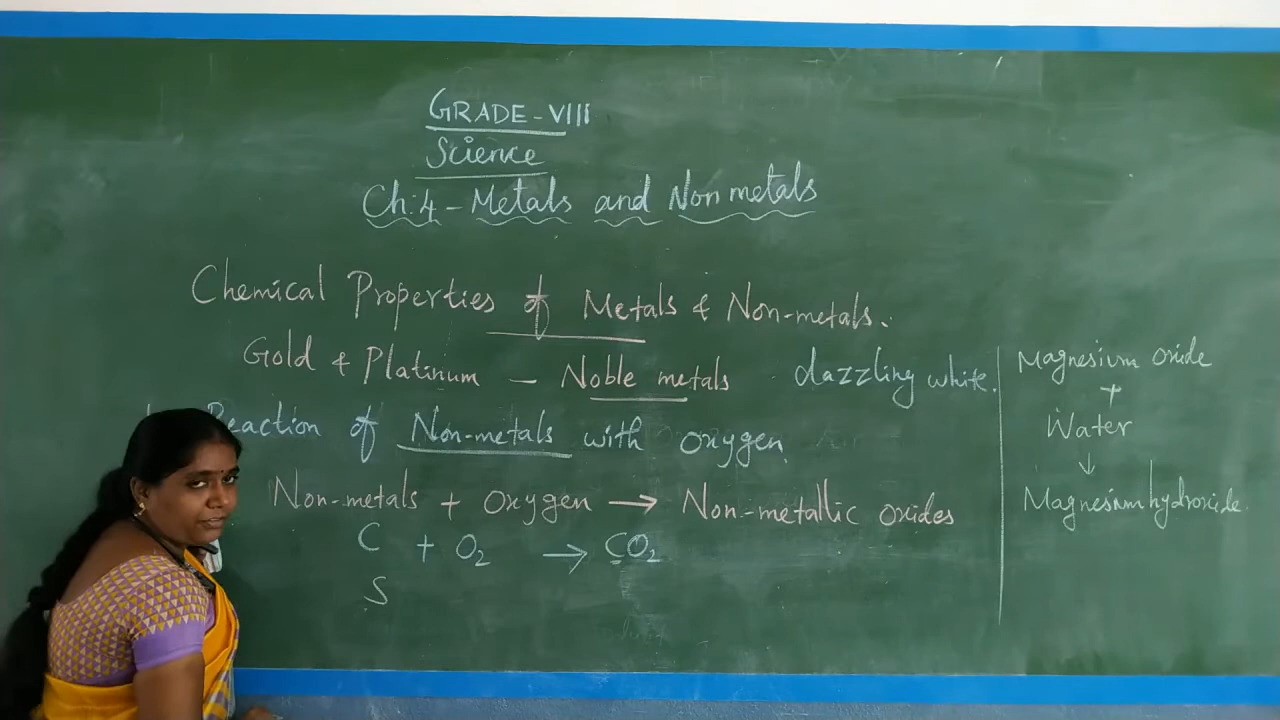 GRADE-VIII
Science
Ch:4 - Metals and Non metals
Chemical Properties of Metals & Non-metals.
Gold & Platinum — Noble metals dazzling white.
Reaction of Non-metals with oxygen.
Non-metals + Oxygen → Non-metallic oxides
C + O₂ → CO₂
S
Magnesium oxide
+
Water
↓
Magnesiumhydroxide.